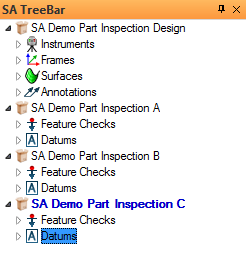 SA TreeBar
SA Demo Part Inspection Design
Instruments
Frames
Surfaces
Annotations
SA Demo Part Inspection A
Feature Checks
A Datums
SA Demo Part Inspection B
Feature Checks
A Datums
SA Demo Part Inspection C
Feature Checks
A Datums